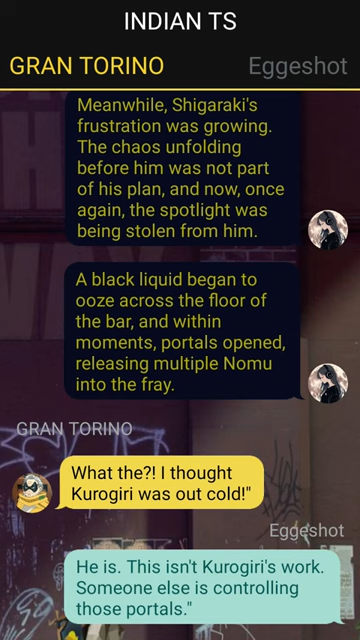 INDIAN TS
GRAN TORINO Eggeshot
Meanwhile, Shigaraki's
frustration was growing.
The chaos unfolding
before him was not part
of his plan, and now, once
again, the spotlight was
being stolen from him.
A black liquid began to
ooze across the floor of
the bar, and within
moments, portals opened,
releasing multiple Nomu
into the fray.
GRAN TORINO
What the?! I thought
Kurogiri was out cold!"
Eggeshot
He is. This isn't Kurogiri's work.
Someone else is controlling
those portals."